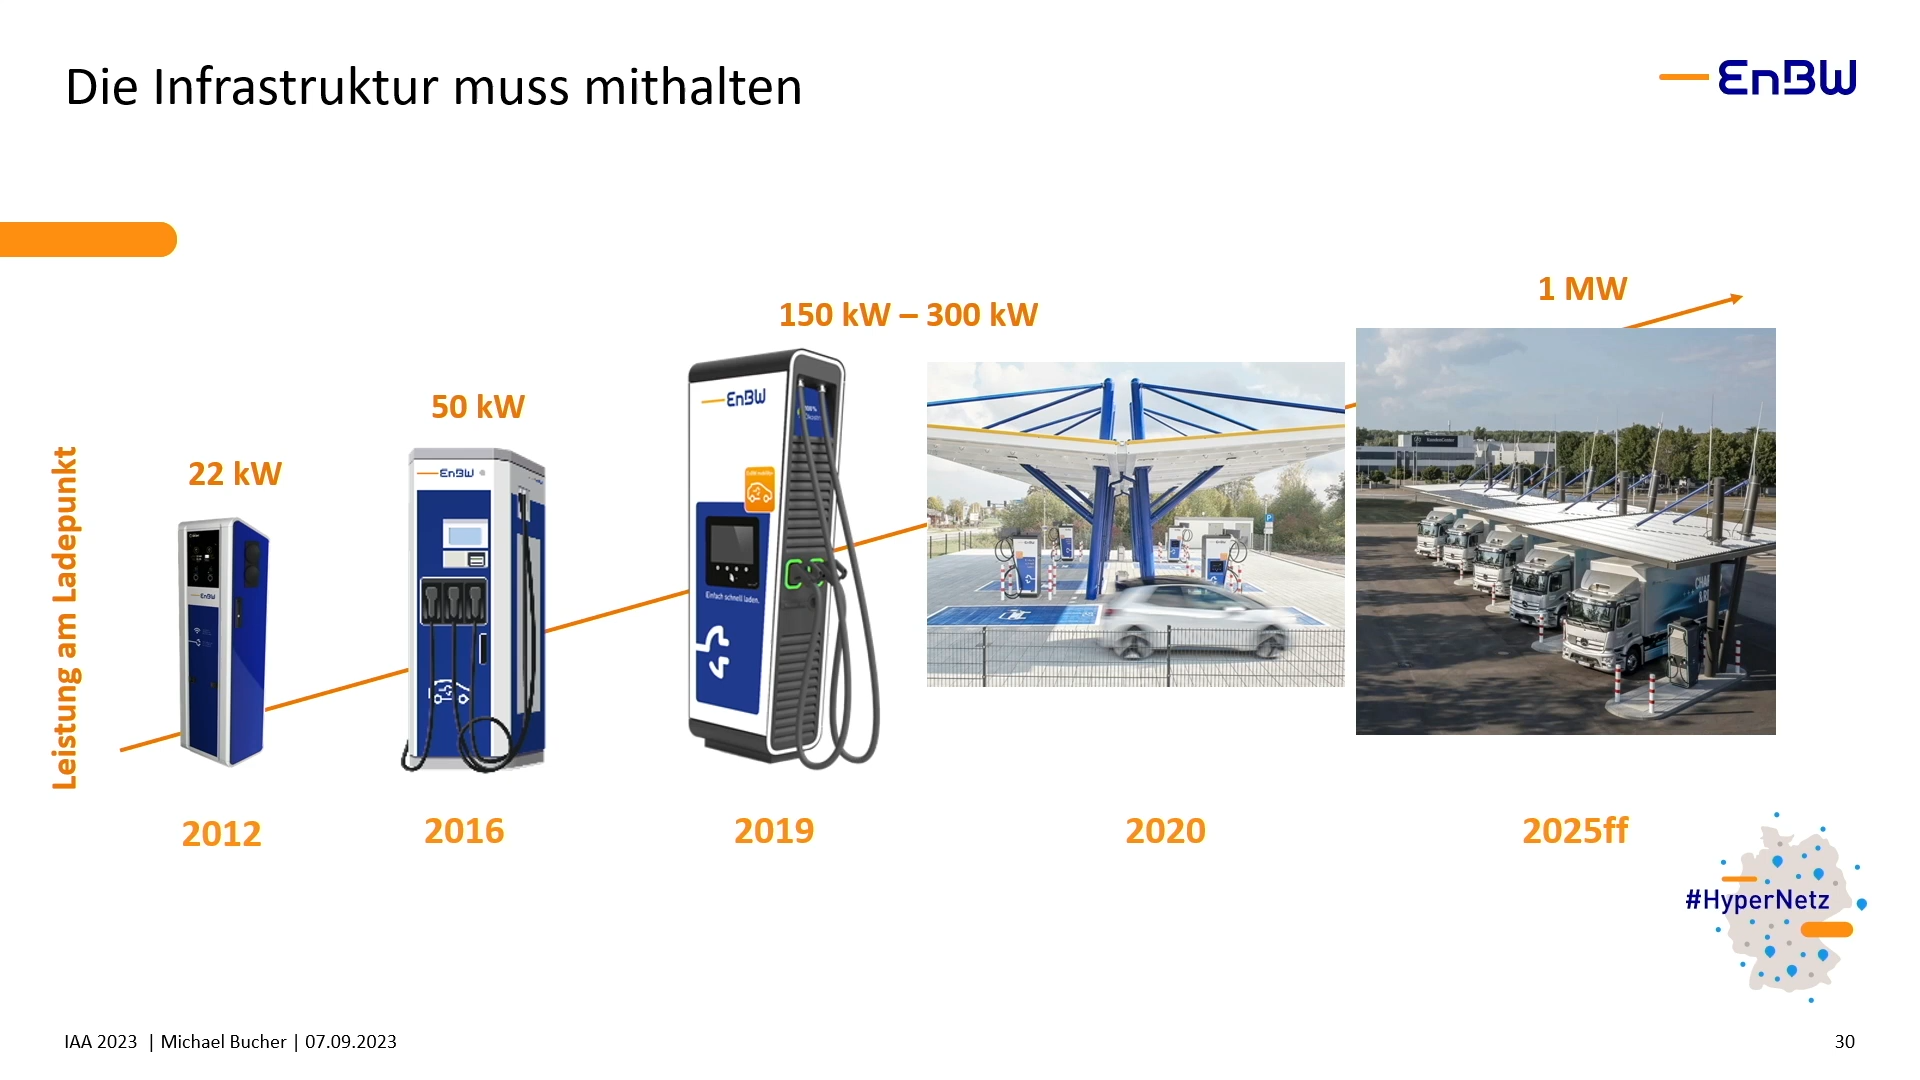 Die Infrastruktur muss mithalten
EnBW
1 MW
150 kW – 300 kW
50 kW
22 kW
Leistung am Ladepunkt
EnBW
EnBW
EnBW
Einfach schnell laden.
2012
2016
2019
2020
2025ff
#HyperNetz
IAA 2023 | Michael Bucher | 07.09.2023
30